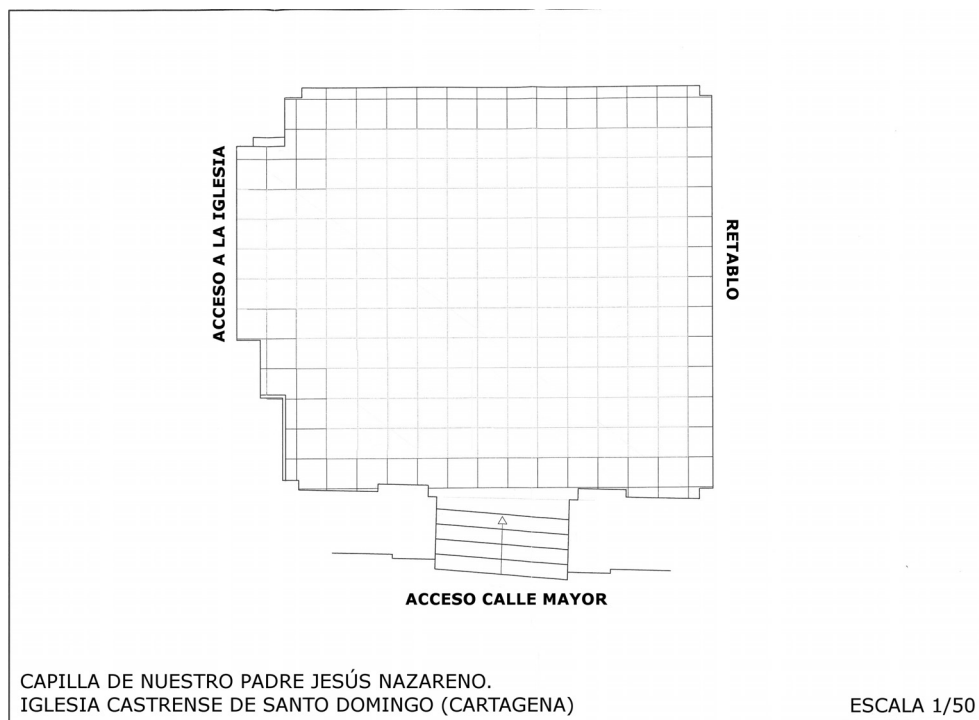 ACCESO A LA IGLESIA
RETABLO
ACCESO CALLE MAYOR
CAPILLA DE NUESTRO PADRE JESÚS NAZARENO.
IGLESIA CASTRENSE DE SANTO DOMINGO (CARTAGENA)
ESCALA 1/50